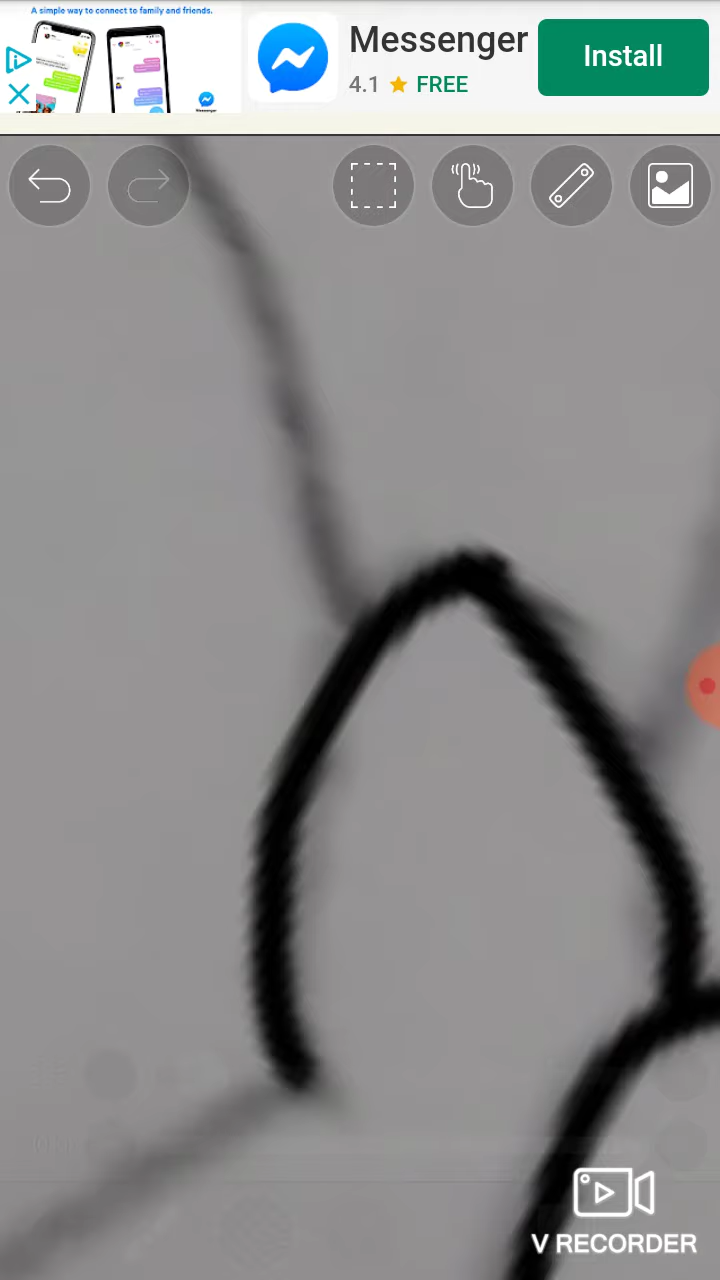 A simple way to connect to family and friends.
Messenger
4.1 ★ FREE
Install
V RECORDER